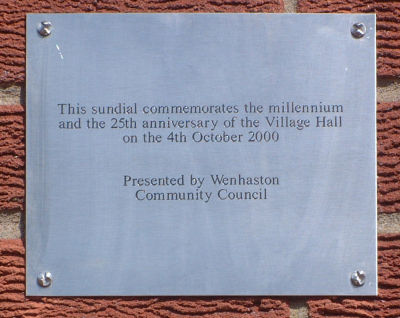 This sundial commemorates the millennium
and the 25th anniversary of the Village Hall
on the 4th October 2000
Presented by Wenhaston
Community Council